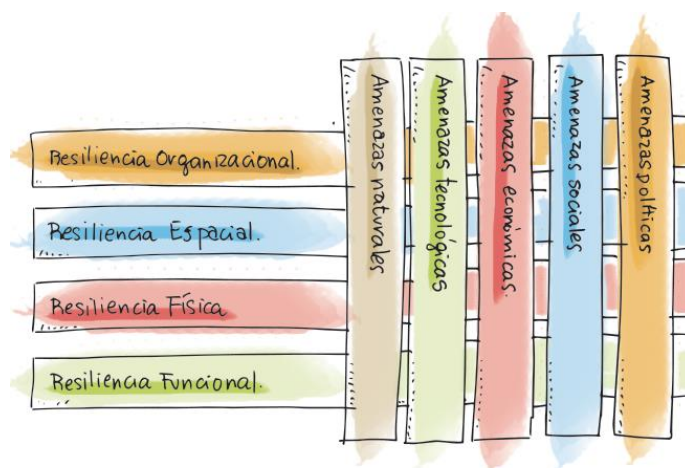 Resiliencia Organizacional.
Resiliencia Espacial.
Resiliencia Física
Resiliencia Funcional.
Amenazas naturales
Amenazas tecnológicas
Amenazas económicas.
Amenazas sociales
Amenazas políticas